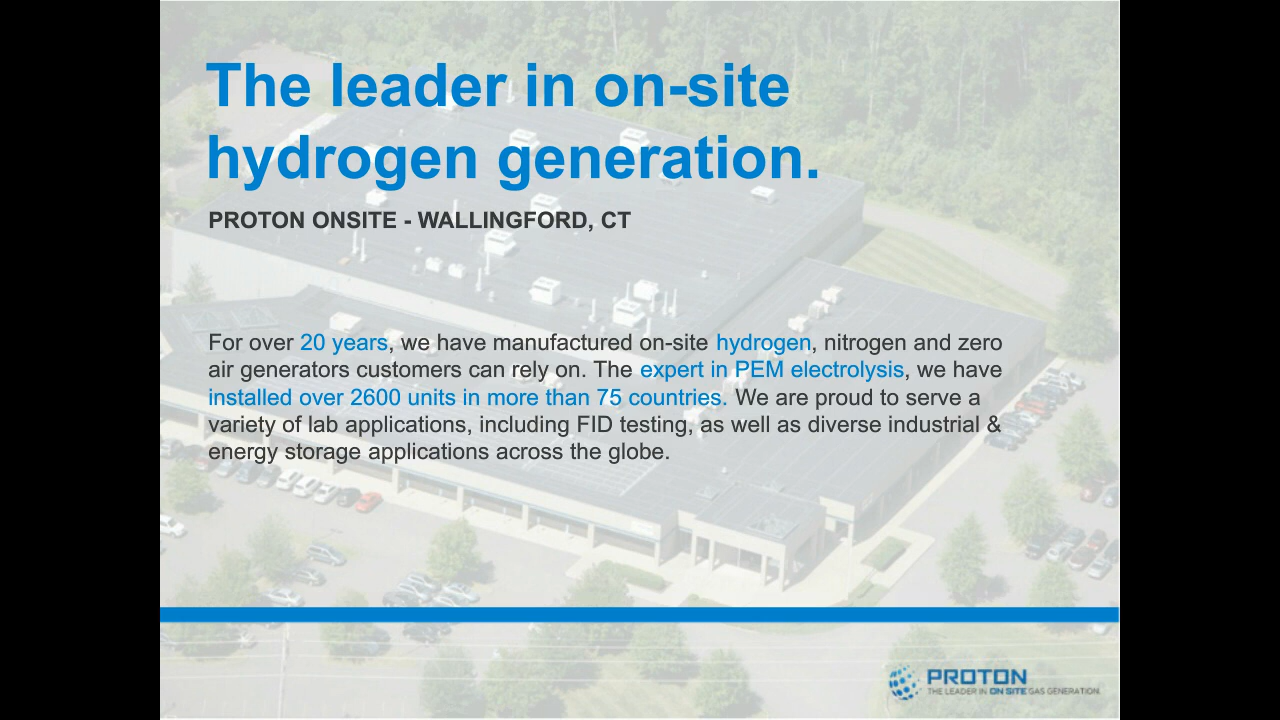 The leader in on-site
hydrogen generation.
PROTON ONSITE - WALLINGFORD, CT
For over 20 years, we have manufactured on-site hydrogen, nitrogen and zero
air generators customers can rely on. The expert in PEM electrolysis, we have
installed over 2600 units in more than 75 countries. We are proud to serve a
variety of lab applications, including FID testing, as well as diverse industrial &
energy storage applications across the globe.
PROTON
THE LEADER IN ON SITE GAS GENERATION.